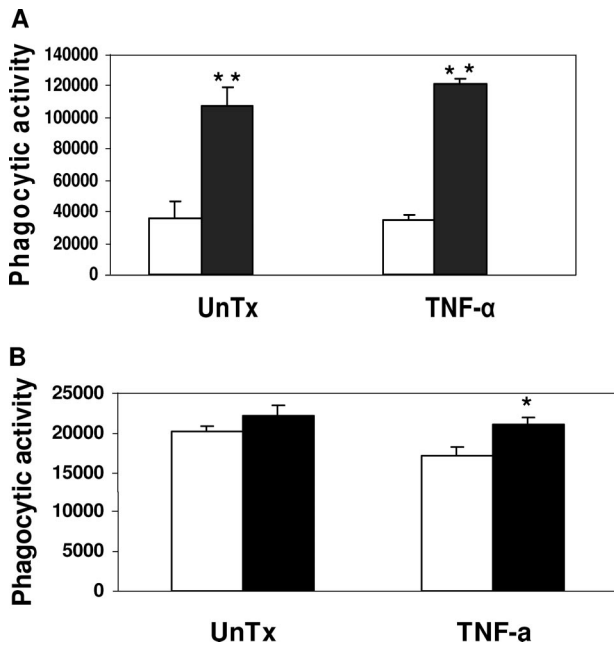 A
Phagocytic activity
140000
120000
100000
80000
60000
40000
20000
0
* *
* *
UnTx
TNF-α
B
Phagocytic activity
25000
20000
15000
10000
5000
0
*
UnTx
TNF-a